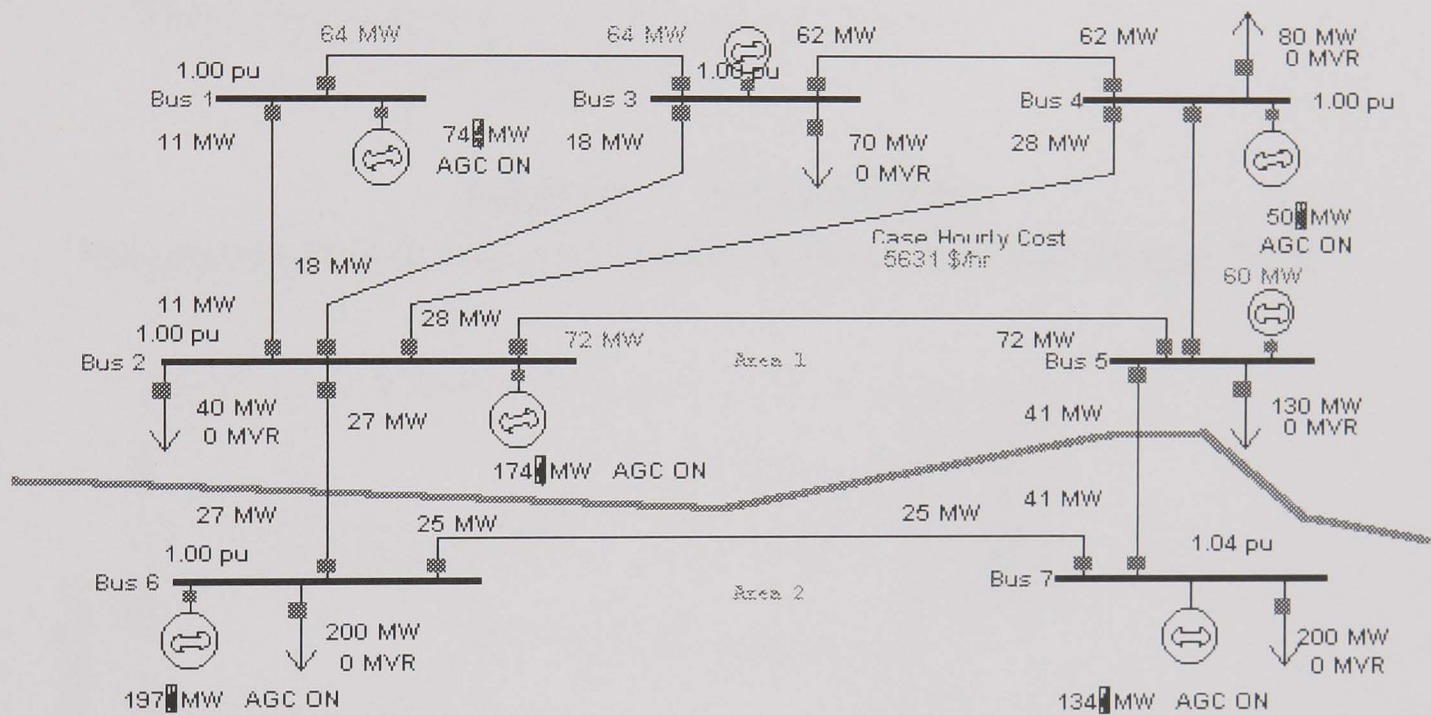 64 MW
64 MW
62 MW
62 MW
80 MW
0 MVR
1.00 pu
1.00 pu
Bus 1
Bus 3
Bus 4
1.00 pu
11 MW
74 MW
AGC ON
18 MW
70 MW
0 MVR
28 MW
50 MW
AGC ON
Case Hourly Cost
5631 $/hr
18 MW
60 MW
11 MW
1.00 pu
28 MW
72 MW
72 MW
Bus 2
Area 1
Bus 5
40 MW
0 MVR
27 MW
41 MW
130 MW
0 MVR
174 MW AGC ON
27 MW
25 MW
25 MW
41 MW
1.00 pu
1.04 pu
Bus 6
Area 2
Bus 7
200 MW
0 MVR
200 MW
0 MVR
197 MW AGC ON
134 MW AGC ON